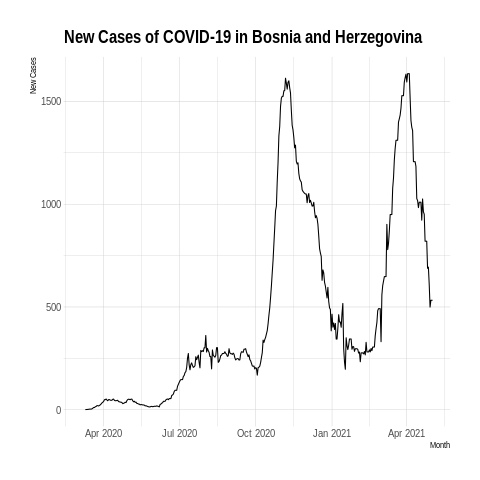 New Cases of COVID-19 in Bosnia and Herzegovina
New Cases
1500
1000
500
0
Apr 2020 Jul 2020 Oct 2020 Jan 2021 Apr 2021
Month